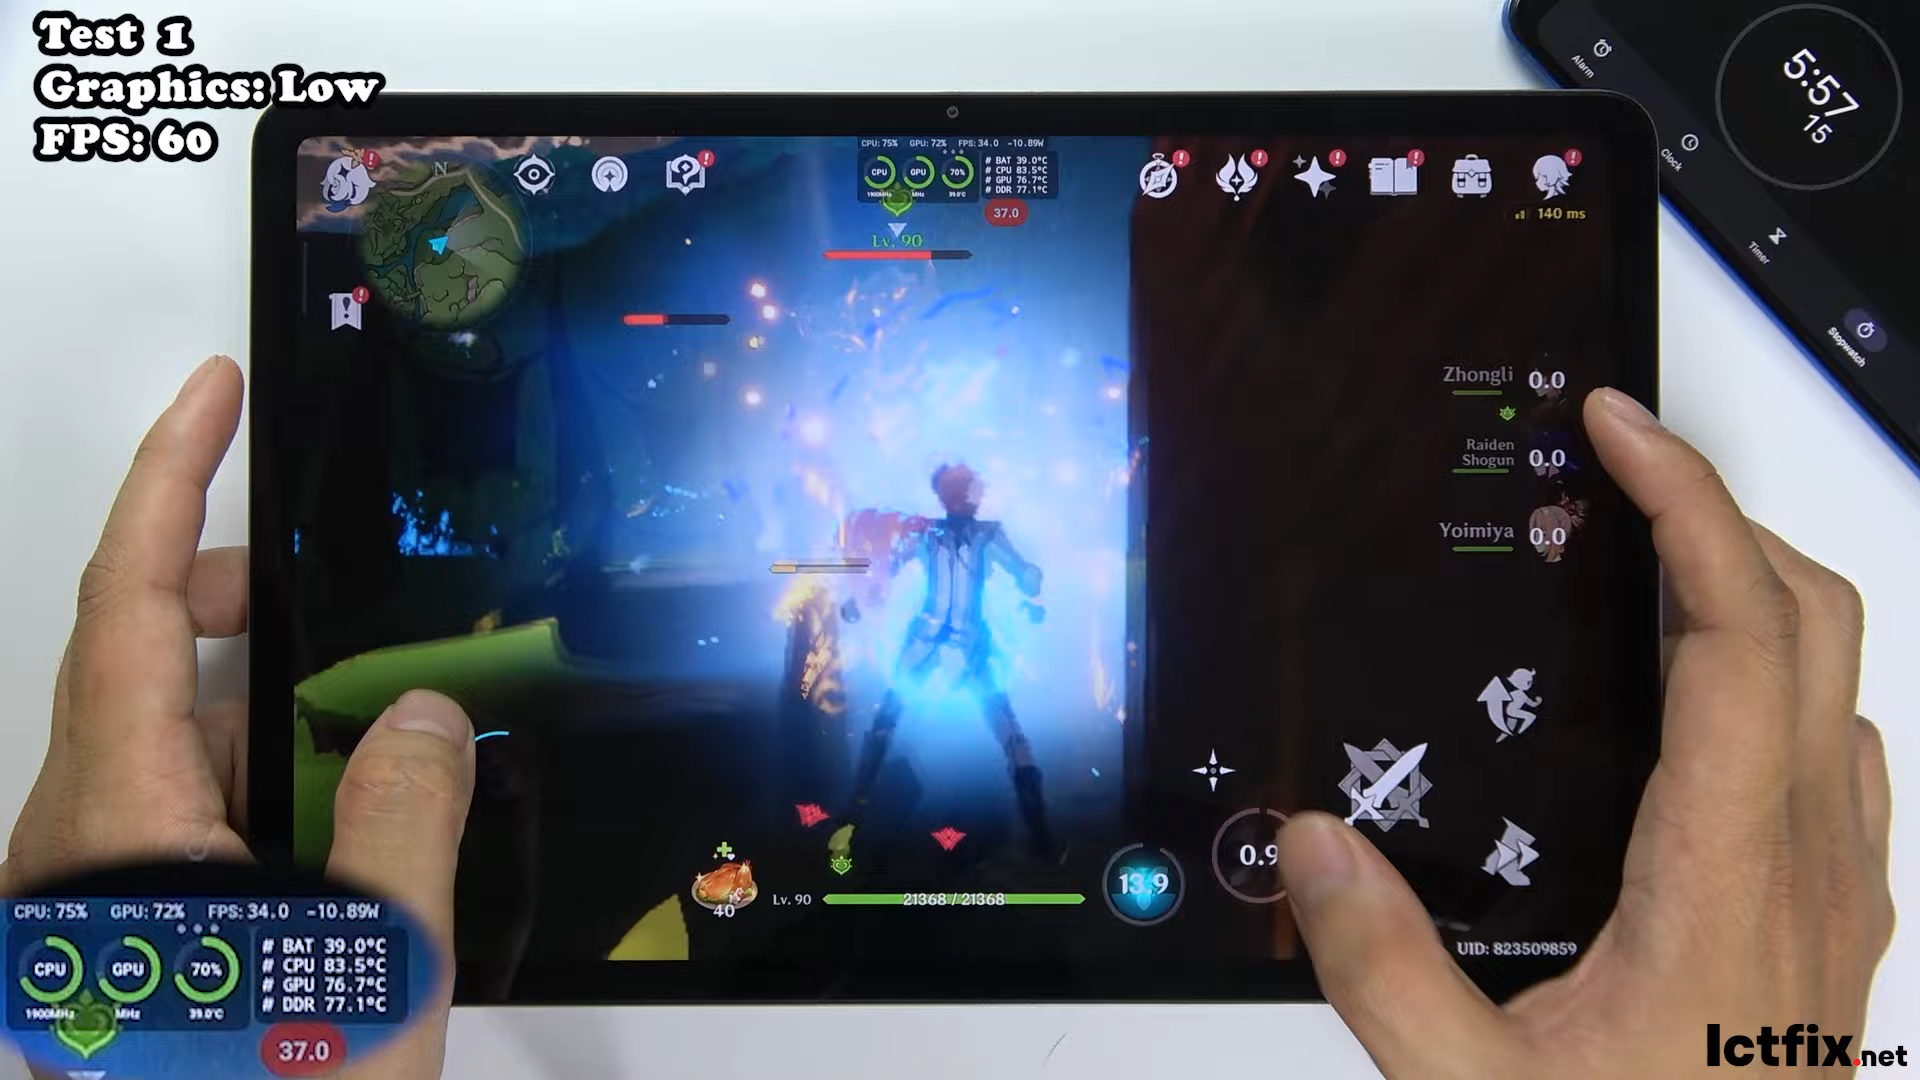 Test 1
Graphics: Low
FPS: 60
5:57
15
Alarm
Clock
Timer
Stopwatch
N
CPU: 75% GPU: 72% FPS: 34.0 -10.89W
CPU
GPU
70%
# BAT 39.0°C
# CPU 83.5°C
# GPU 76.7°C
# DDR 77.1°C
1900MHz
MHz
39.0°C
37.0
Lv. 90
140 ms
Zhongli 0.0
Raiden
Shogun 0.0
Yoimiya 0.0
13.9
0.9
40
Lv. 90
21368 / 21368
UID: 823509859
CPU: 75% GPU: 72% FPS: 34.0 -10.89W
CPU
GPU
70%
# BAT 39.0°C
# CPU 83.5°C
# GPU 76.7°C
# DDR 77.1°C
1900MHz
MHz
39.0°C
37.0
Ictfix.net